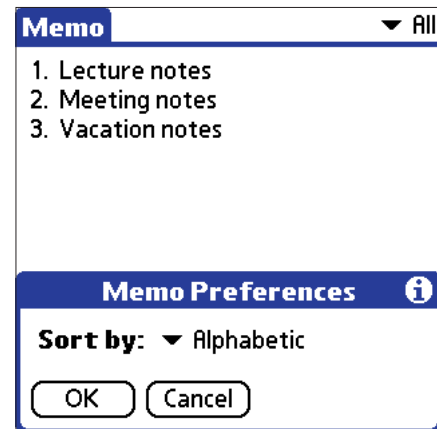 Memo All
1. Lecture notes
2. Meeting notes
3. Vacation notes
Memo Preferences i
Sort by: Alphabetic
OK Cancel